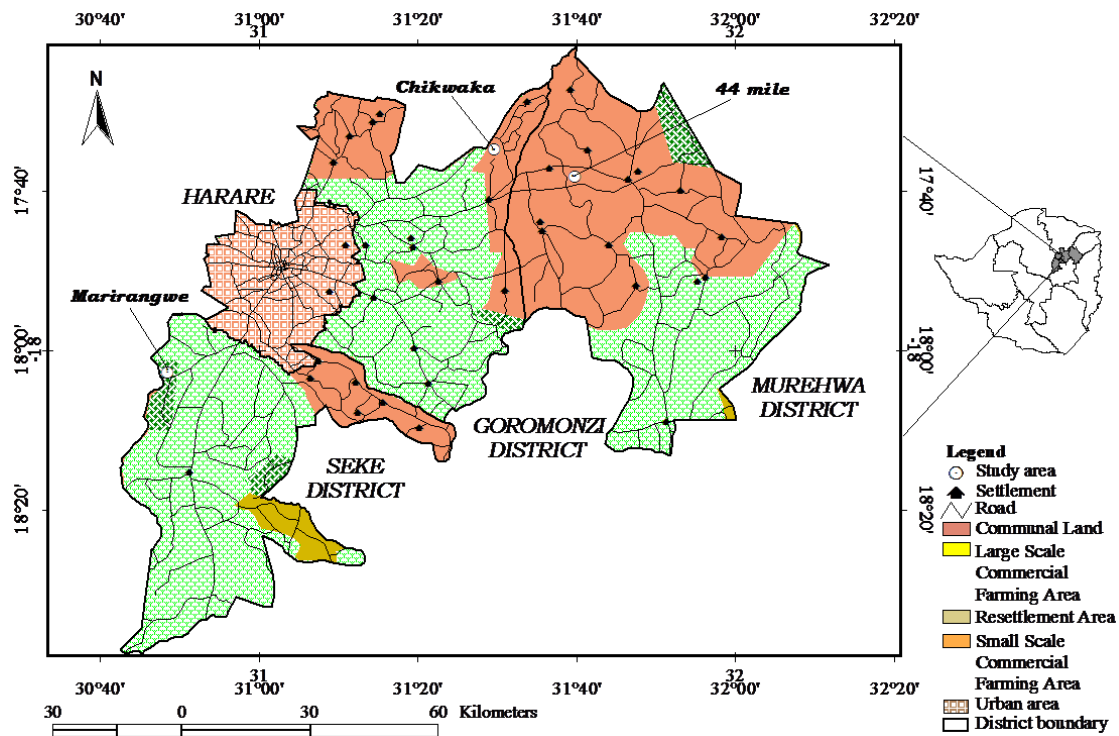 30°40'
31°00'
31
31°20'
31°40'
32°00'
32
32°20'
N
Chikwaka
44 mile
17°40'
17°40'
HARARE
Marirangwe
18°00'
-18
18°00'
-18
MUREHWA
DISTRICT
GOROMONZI
DISTRICT
SEKE
DISTRICT
18°20'
18°20'
Legend
Study area
Settlement
Road
Communal Land
Large Scale
Commercial
Farming Area
Resettlement Area
Small Scale
Commercial
Farming Area
Urban area
District boundary
30°40'
31°00'
31
31°20'
31°40'
32°00'
32
32°20'
30 0 30 60 Kilometers